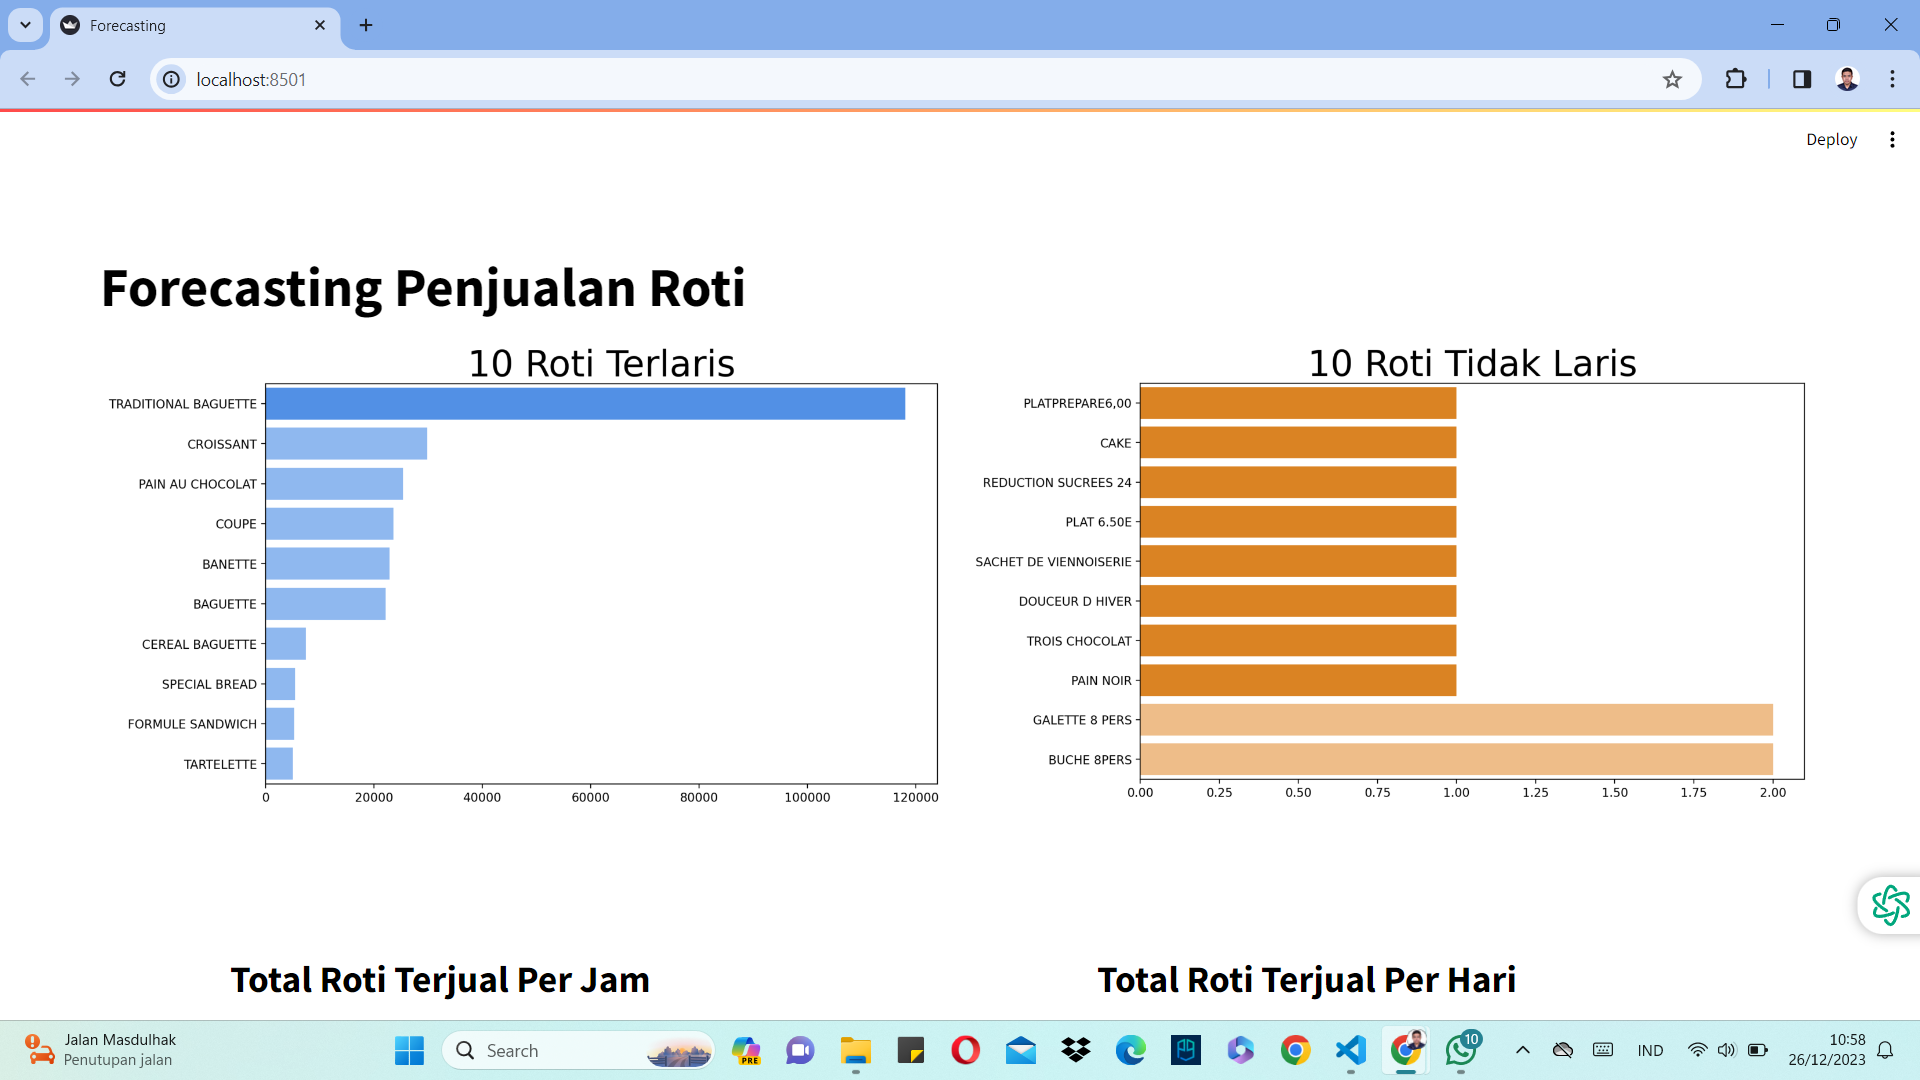 Forecasting
localhost:8501
Deploy
Forecasting Penjualan Roti
10 Roti Terlaris
TRADITIONAL BAGUETTE
CROISSANT
PAIN AU CHOCOLAT
COUPE
BANETTE
BAGUETTE
CEREAL BAGUETTE
SPECIAL BREAD
FORMULE SANDWICH
TARTELETTE
0 20000 40000 60000 80000 100000 120000
10 Roti Tidak Laris
PLATPREPARE6,00
CAKE
REDUCTION SUCREES 24
PLAT 6.50E
SACHET DE VIENNOISERIE
DOUCEUR D HIVER
TROIS CHOCOLAT
PAIN NOIR
GALETTE 8 PERS
BUCHE 8PERS
0.00 0.25 0.50 0.75 1.00 1.25 1.50 1.75 2.00
Total Roti Terjual Per Jam
Total Roti Terjual Per Hari
Jalan Masdulhak
Penutupan jalan
Search
PRE
10
IND
10:58
26/12/2023